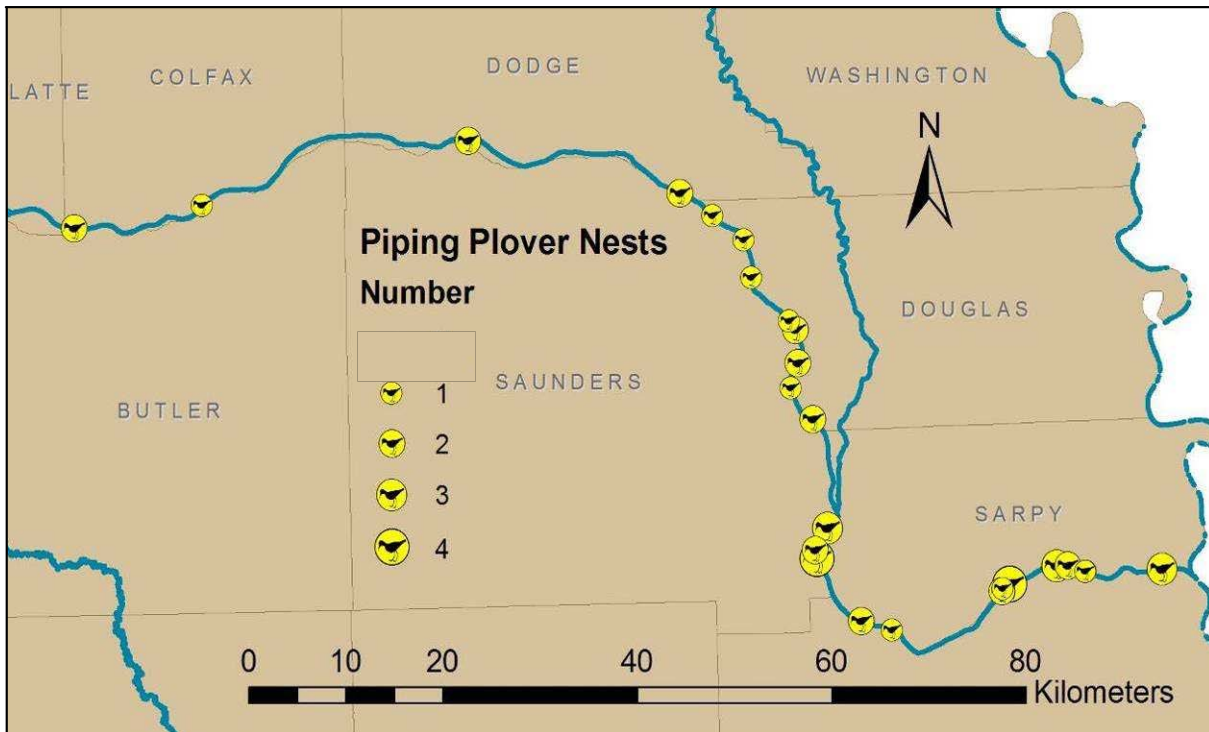 DODGE
COLFAX
WASHINGTON
LATTE
N
Piping Plover Nests
Number
DOUGLAS
SAUNDERS
1
BUTLER
2
3
SARPY
4
0 10 20 40 60 80
Kilometers